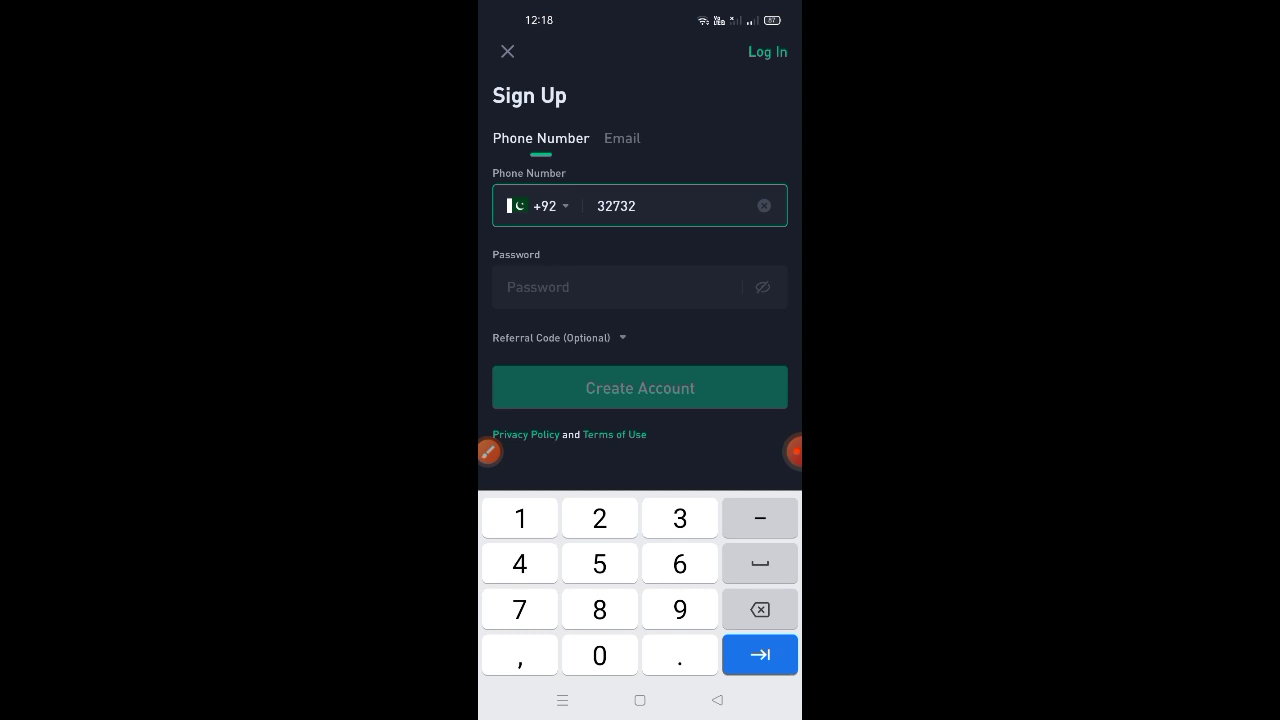 12:18
Log In
Sign Up
Phone Number Email
Phone Number
+92 32732
Password
Password
Referral Code (Optional)
Create Account
Privacy Policy and Terms of Use
1 2 3 -
4 5 6
7 8 9
, 0 .